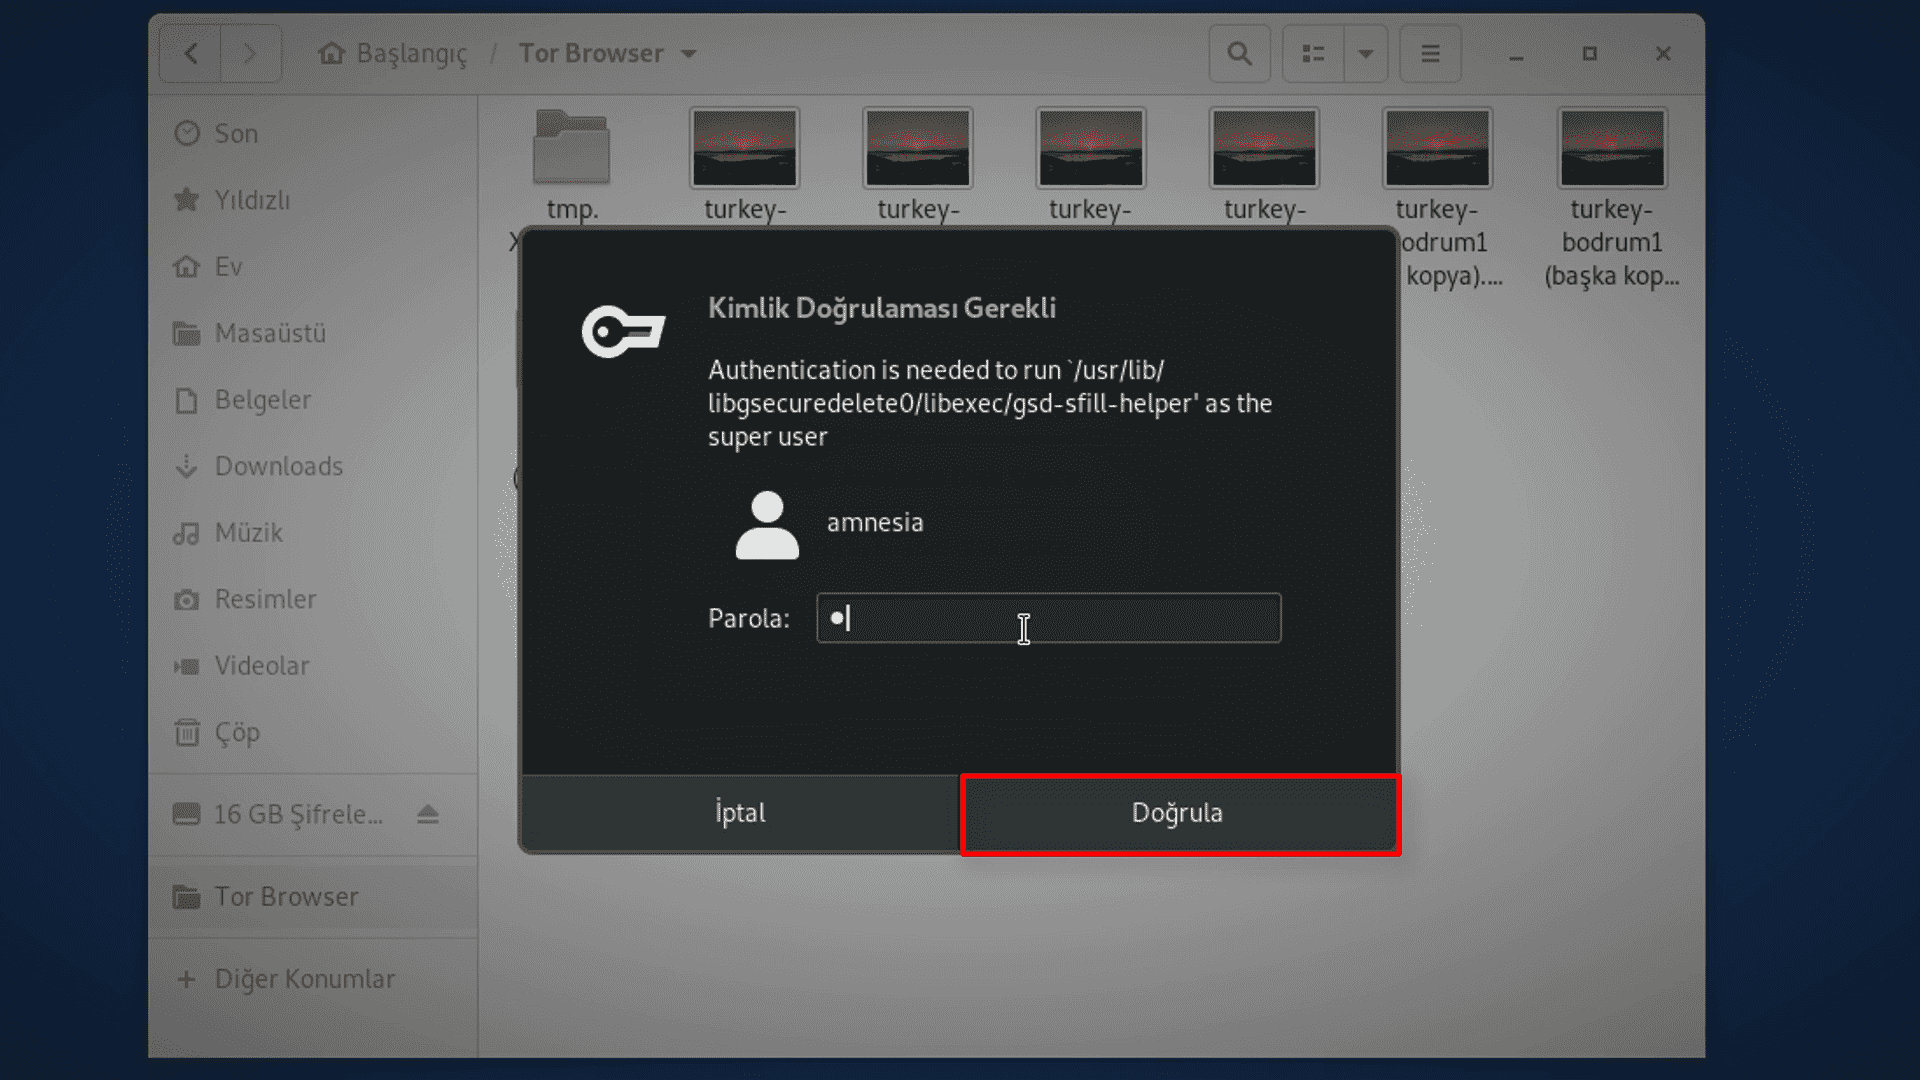 Başlangıç / Tor Browser
Son
Yıldızlı
Ev
Masaüstü
Belgeler
Downloads
Müzik
Resimler
Videolar
Çöp
16 GB Şifrele...
Tor Browser
+ Diğer Konumlar
tmp.
X
turkey-
turkey-
turkey-
turkey-
turkey-
odrum1
kopya)....
turkey-
bodrum1
(başka kop...
Kimlik Doğrulaması Gerekli
Authentication is needed to run `/usr/lib/
libgsecuredelete0/libexec/gsd-sfill-helper' as the
super user
amnesia
Parola:
İptal
Doğrula